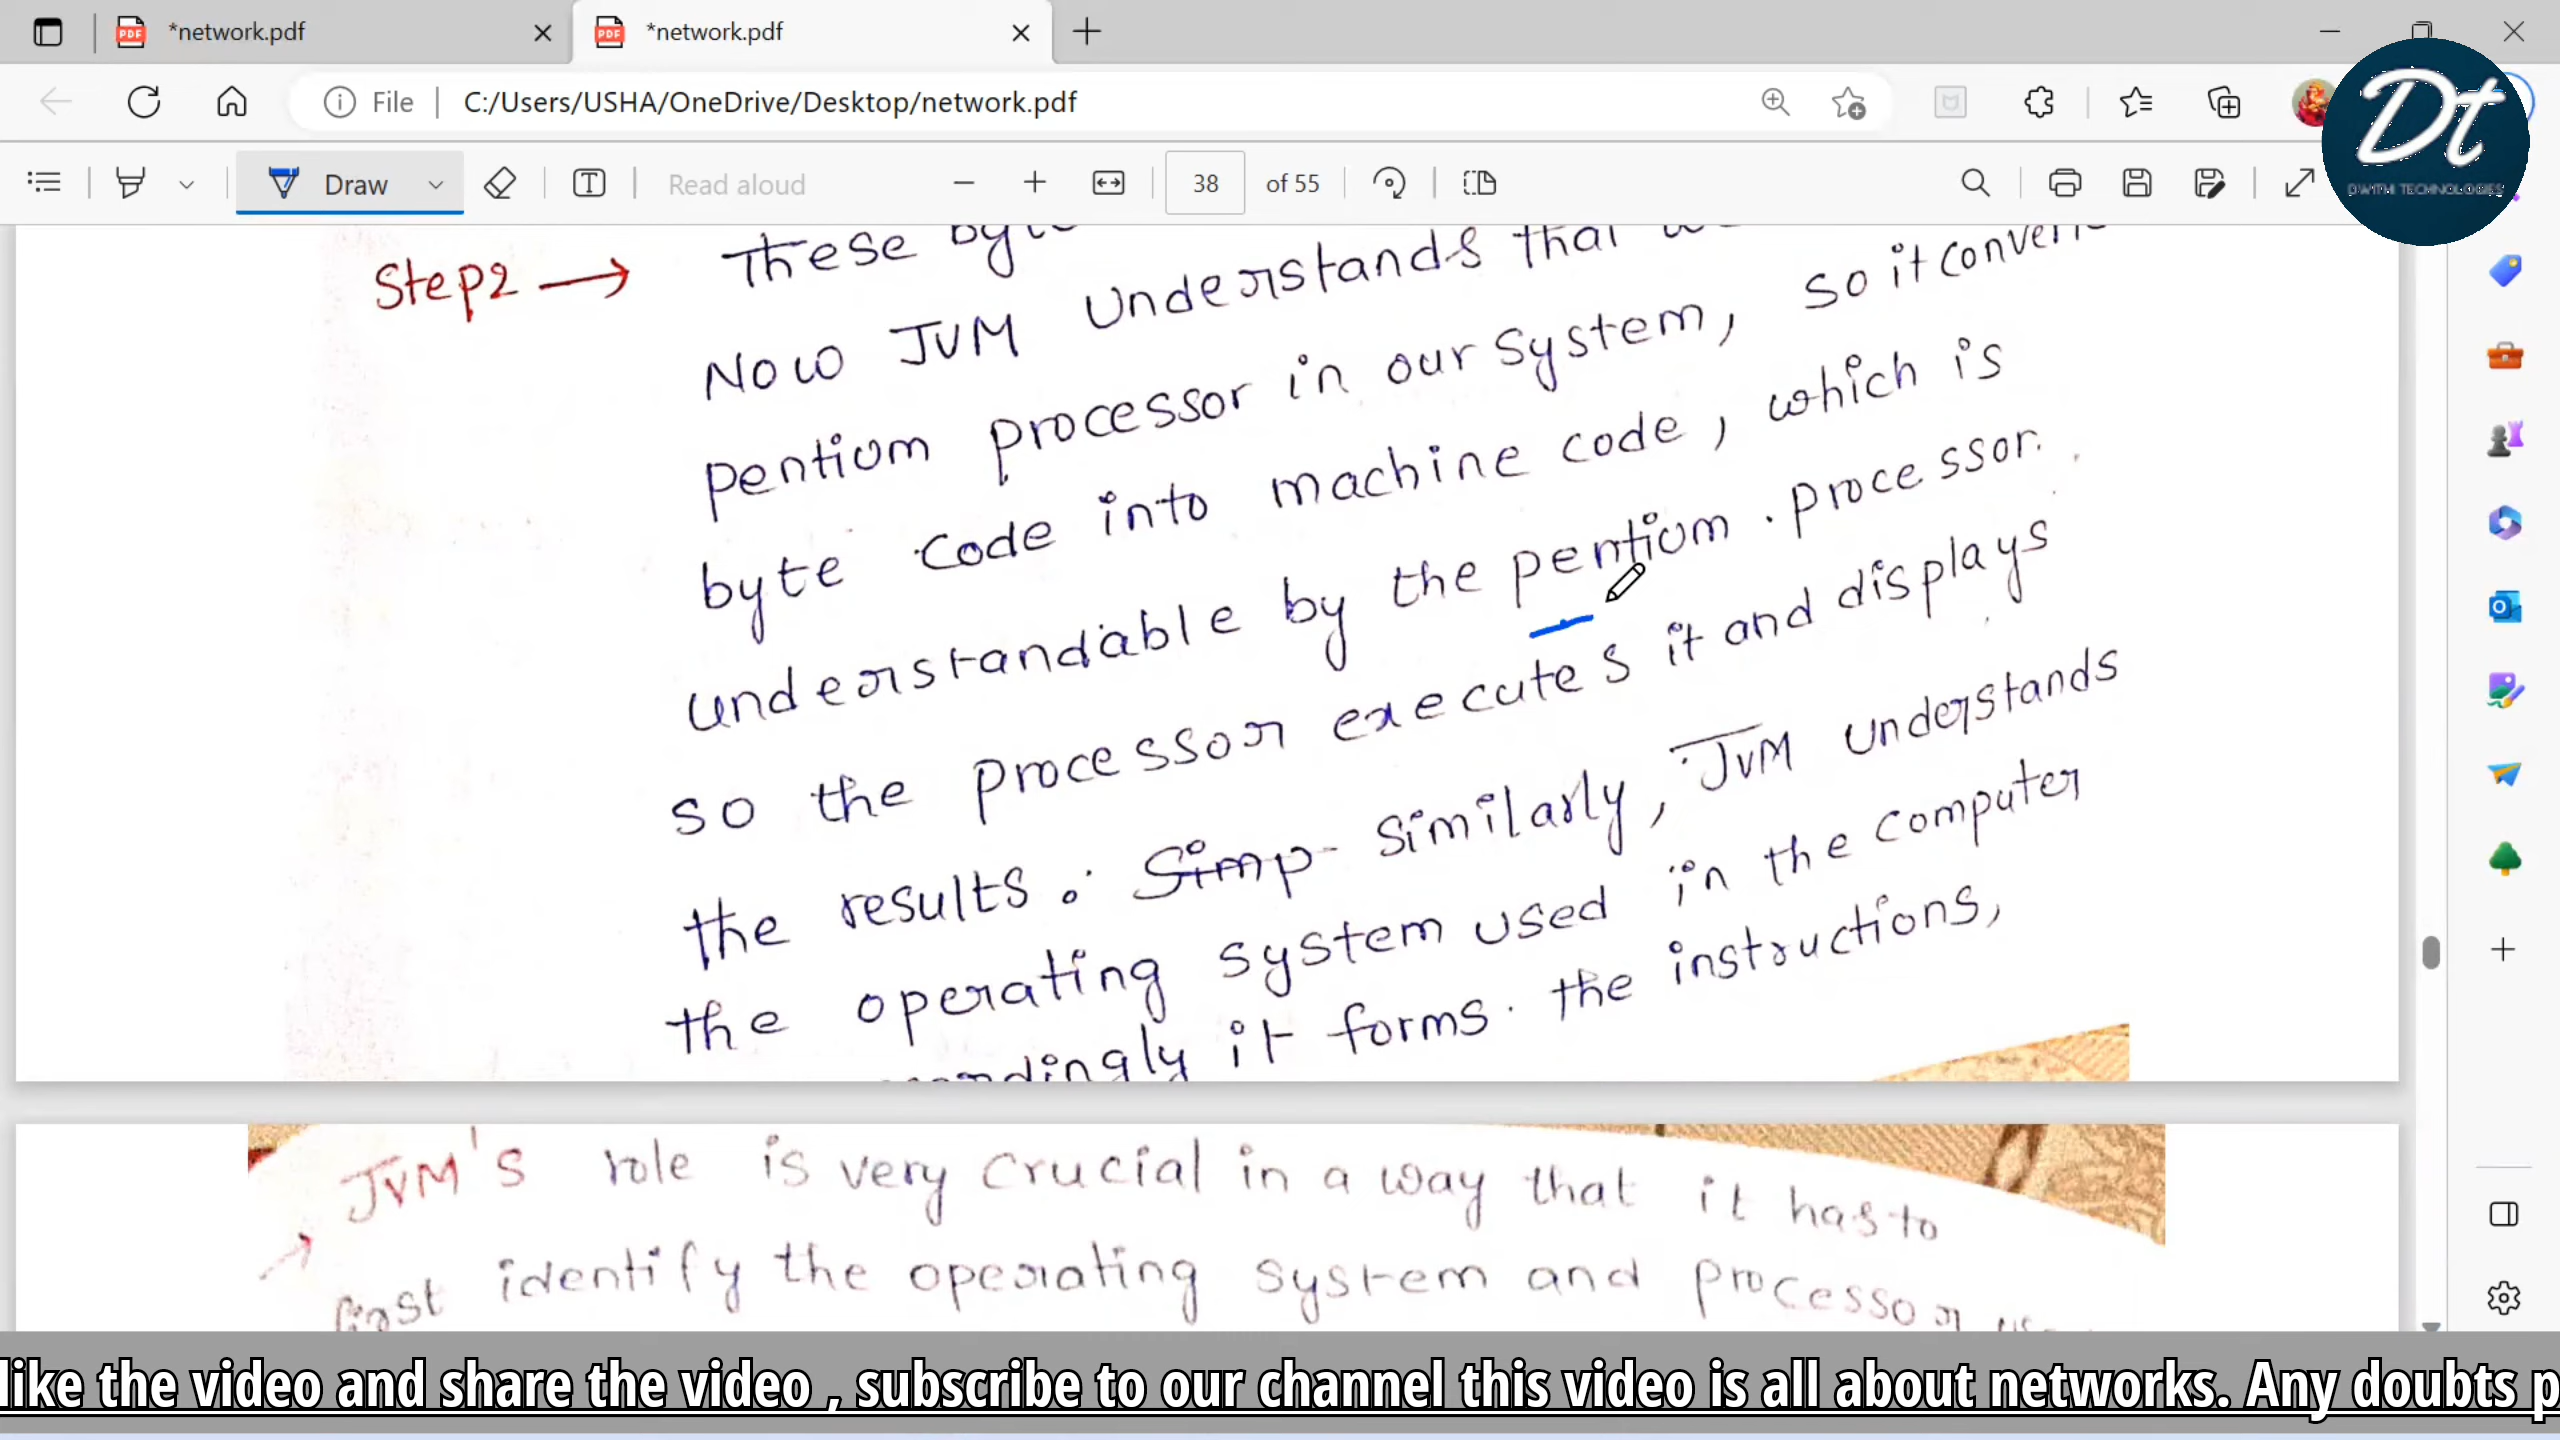 *network.pdf
*network.pdf
File
C:/Users/USHA/OneDrive/Desktop/network.pdf
Dt
DWITHI TECHNOLOGIES
Draw
Read aloud
38 of 55
Step2 → These
Now JVM Understands that
pentium processor in our system, so it
byte code into machine code, which is
understandable by the pentium . processor.
so the processor executes it and displays
the results. Simp- Similarly, JVM understands
the operating system used in the computer
it forms. the instructions,
JVM's role is very crucial in a way that it has to
first identify the operating system and processor
like the video and share the video , subscribe to our channel this video is all about networks. Any doubts p